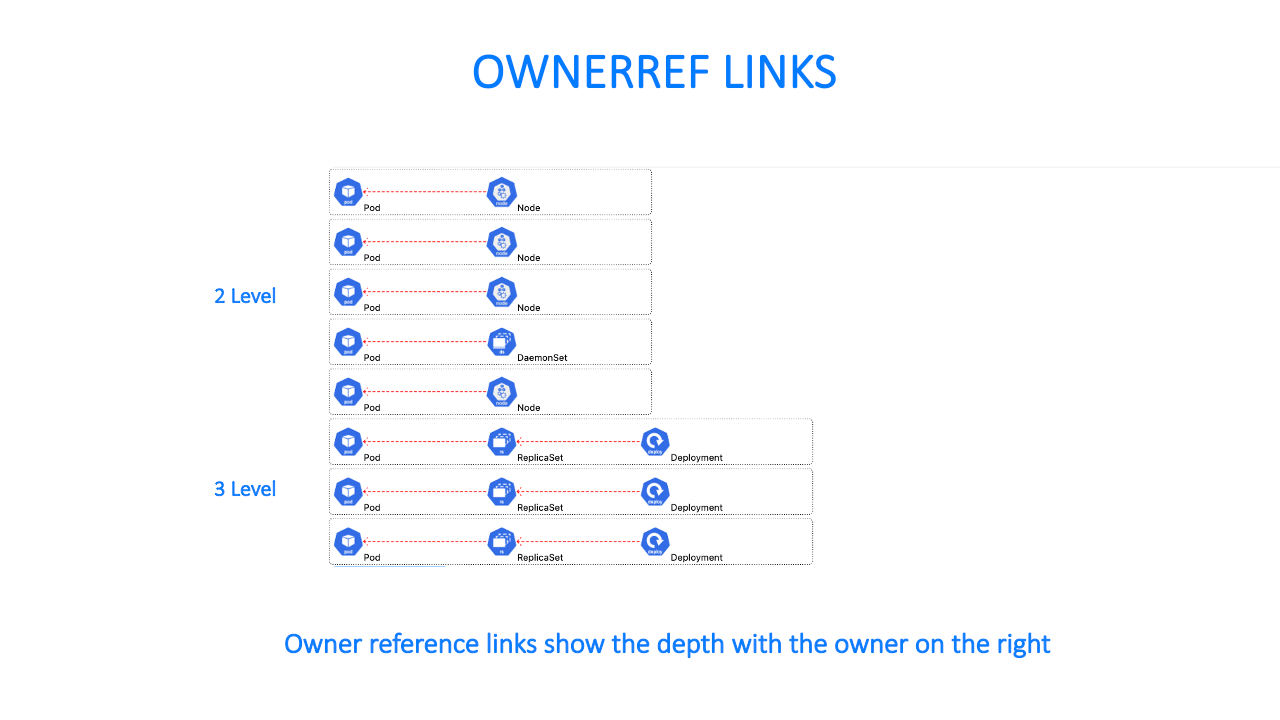 OWNERREF LINKS
pod Pod node Node
pod Pod node Node
2 Level
pod Pod node Node
pod Pod ds DaemonSet
pod Pod node Node
pod Pod rs ReplicaSet deploy Deployment
3 Level
pod Pod rs ReplicaSet deploy Deployment
pod Pod rs ReplicaSet deploy Deployment
Owner reference links show the depth with the owner on the right